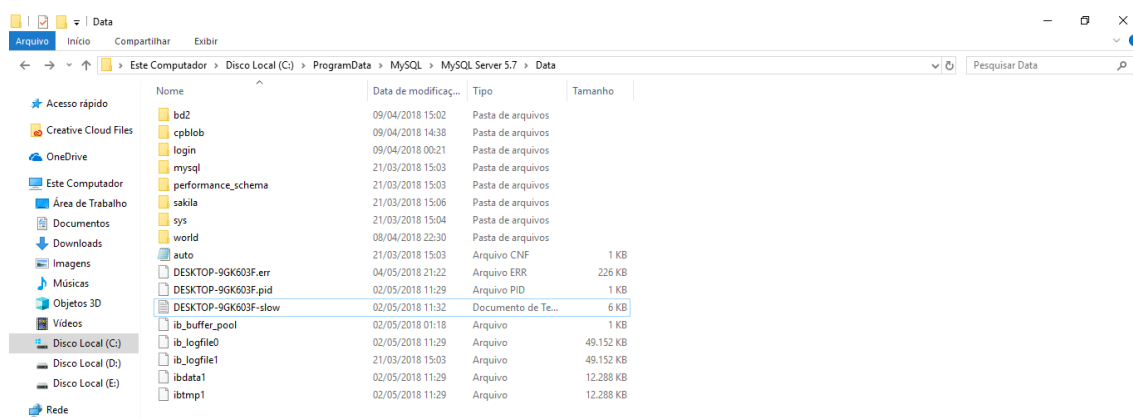 Data
Arquivo Início Compartilhar Exibir
Este Computador > Disco Local (C:) > ProgramData > MySQL > MySQL Server 5.7 > Data
Pesquisar Data
Acesso rápido
Creative Cloud Files
OneDrive
Este Computador
Área de Trabalho
Documentos
Downloads
Imagens
Músicas
Objetos 3D
Vídeos
Disco Local (C:)
Disco Local (D:)
Disco Local (E:)
Rede
Nome Data de modificaç... Tipo Tamanho
bd2 09/04/2018 15:02 Pasta de arquivos
cpblob 09/04/2018 14:38 Pasta de arquivos
login 09/04/2018 00:21 Pasta de arquivos
mysql 21/03/2018 15:03 Pasta de arquivos
performance_schema 21/03/2018 15:03 Pasta de arquivos
sakila 21/03/2018 15:06 Pasta de arquivos
sys 21/03/2018 15:04 Pasta de arquivos
world 08/04/2018 22:30 Pasta de arquivos
auto 21/03/2018 15:03 Arquivo CNF 1 KB
DESKTOP-9GK603F.err 04/05/2018 21:22 Arquivo ERR 226 KB
DESKTOP-9GK603F.pid 02/05/2018 11:29 Arquivo PID 1 KB
DESKTOP-9GK603F-slow 02/05/2018 11:32 Documento de Te... 6 KB
ib_buffer_pool 02/05/2018 01:18 Arquivo 1 KB
ib_logfile0 02/05/2018 11:29 Arquivo 49.152 KB
ib_logfile1 21/03/2018 15:03 Arquivo 49.152 KB
ibdata1 02/05/2018 11:29 Arquivo 12.288 KB
ibtmp1 02/05/2018 11:29 Arquivo 12.288 KB